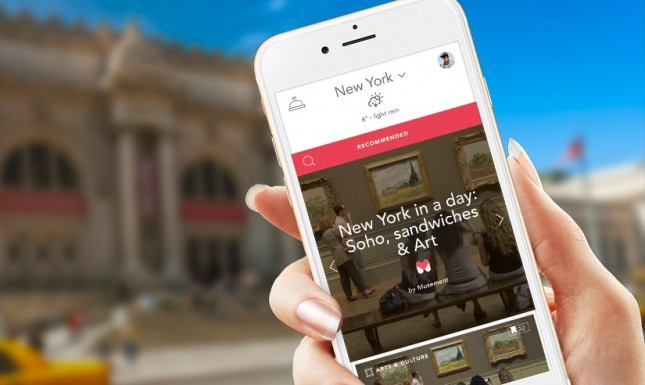 New York
6° - light rain
RECOMMENDED
New York in a day:
Soho, sandwiches
& Art
by Musement
ARTS & CULTURE